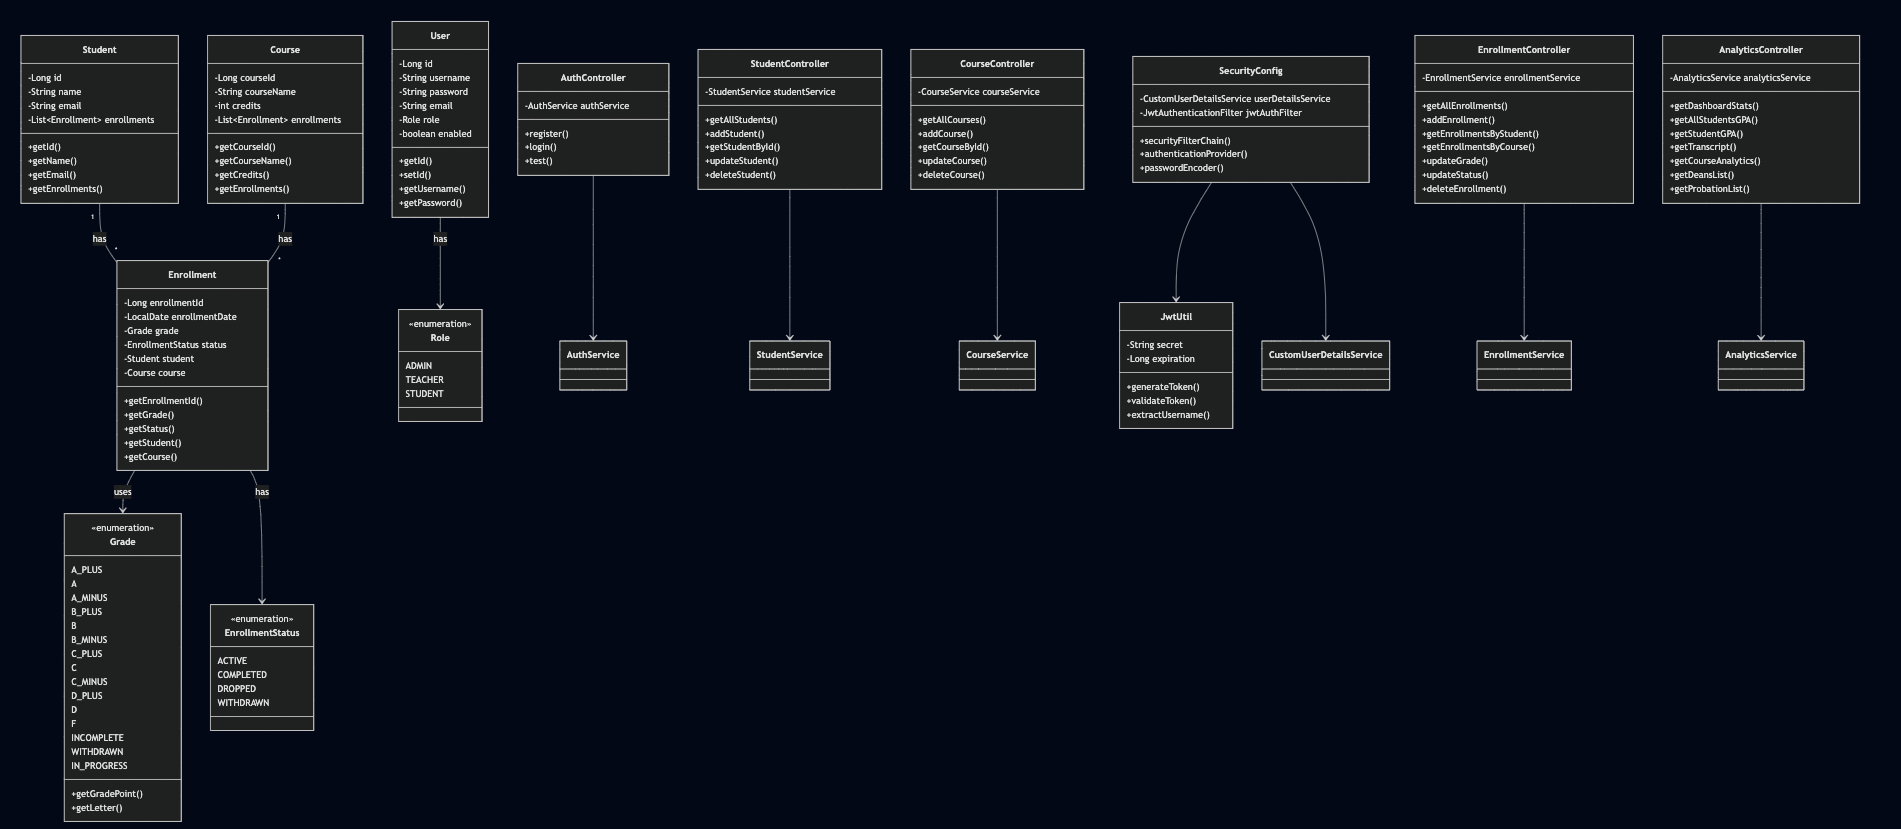 Student
-Long id
-String name
-String email
-List<Enrollment> enrollments
+getId()
+getName()
+getEmail()
+getEnrollments()
Course
-Long courseId
-String courseName
-int credits
-List<Enrollment> enrollments
+getCourseId()
+getCourseName()
+getCredits()
+getEnrollments()
User
-Long id
-String username
-String password
-String email
-Role role
-boolean enabled
+getId()
+setId()
+getUsername()
+getPassword()
AuthController
-AuthService authService
+register()
+login()
+test()
StudentController
-StudentService studentService
+getAllStudents()
+addStudent()
+getStudentById()
+updateStudent()
+deleteStudent()
CourseController
-CourseService courseService
+getAllCourses()
+addCourse()
+getCourseById()
+updateCourse()
+deleteCourse()
SecurityConfig
-CustomUserDetailsService userDetailsService
-JwtAuthenticationFilter jwtAuthFilter
+securityFilterChain()
+authenticationProvider()
+passwordEncoder()
EnrollmentController
-EnrollmentService enrollmentService
+getAllEnrollments()
+addEnrollment()
+getEnrollmentsByStudent()
+getEnrollmentsByCourse()
+updateGrade()
+updateStatus()
+deleteEnrollment()
AnalyticsController
-AnalyticsService analyticsService
+getDashboardStats()
+getAllStudentsGPA()
+getStudentGPA()
+getTranscript()
+getCourseAnalytics()
+getDeansList()
+getProbationList()
1
has
*
1
has
*
has
Enrollment
-Long enrollmentId
-LocalDate enrollmentDate
-Grade grade
-EnrollmentStatus status
-Student student
-Course course
+getEnrollmentId()
+getGrade()
+getStatus()
+getStudent()
+getCourse()
«enumeration»
Role
ADMIN
TEACHER
STUDENT
AuthService
StudentService
CourseService
JwtUtil
-String secret
-Long expiration
+generateToken()
+validateToken()
+extractUsername()
CustomUserDetailsService
EnrollmentService
AnalyticsService
uses
has
«enumeration»
Grade
A_PLUS
A
A_MINUS
B_PLUS
B
B_MINUS
C_PLUS
C
C_MINUS
D_PLUS
D
F
INCOMPLETE
WITHDRAWN
IN_PROGRESS
+getGradePoint()
+getLetter()
«enumeration»
EnrollmentStatus
ACTIVE
COMPLETED
DROPPED
WITHDRAWN